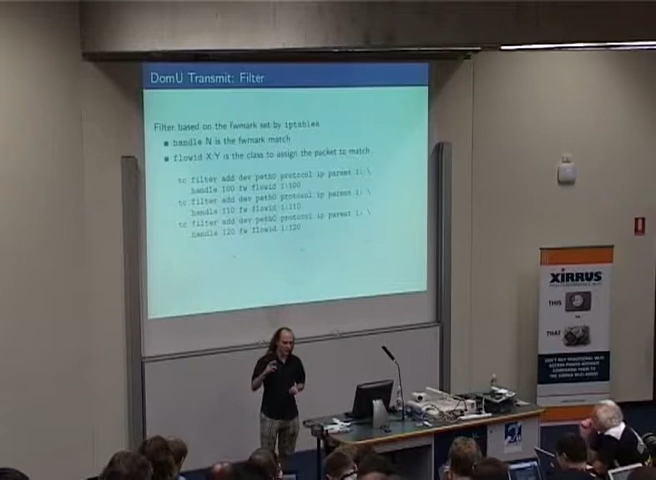 DomU Transmit: Filter
Filter based on the fwmark set by iptables
handle N is the fwmark match
flowid X:Y is the class to assign the packet to match
tc filter add dev peth0 protocol ip parent 1: \
handle 100 fw flowid 1:100
tc filter add dev peth0 protocol ip parent 1: \
handle 110 fw flowid 1:110
tc filter add dev peth0 protocol ip parent 1: \
handle 120 fw flowid 1:120
XIRRUS
THIS
THAT